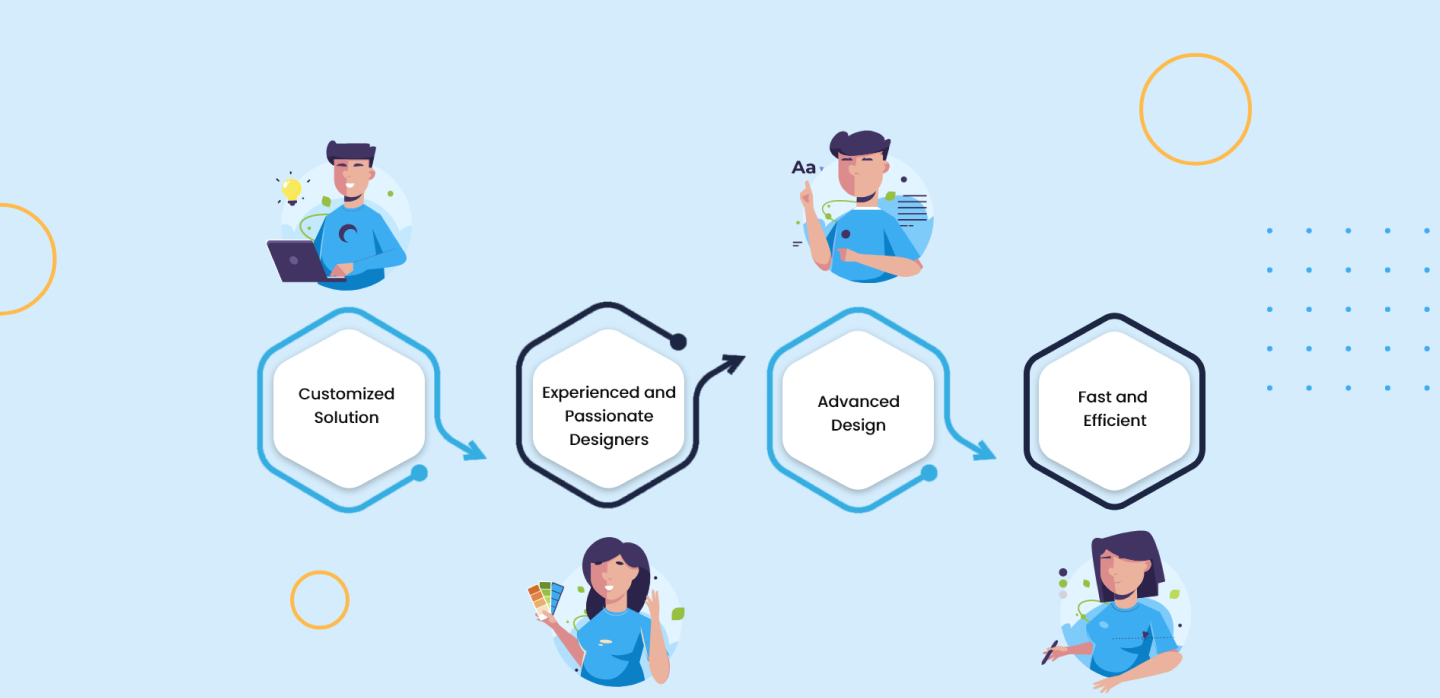 Aa
Customized
Solution
Experienced and
Passionate
Designers
Advanced
Design
Fast and
Efficient